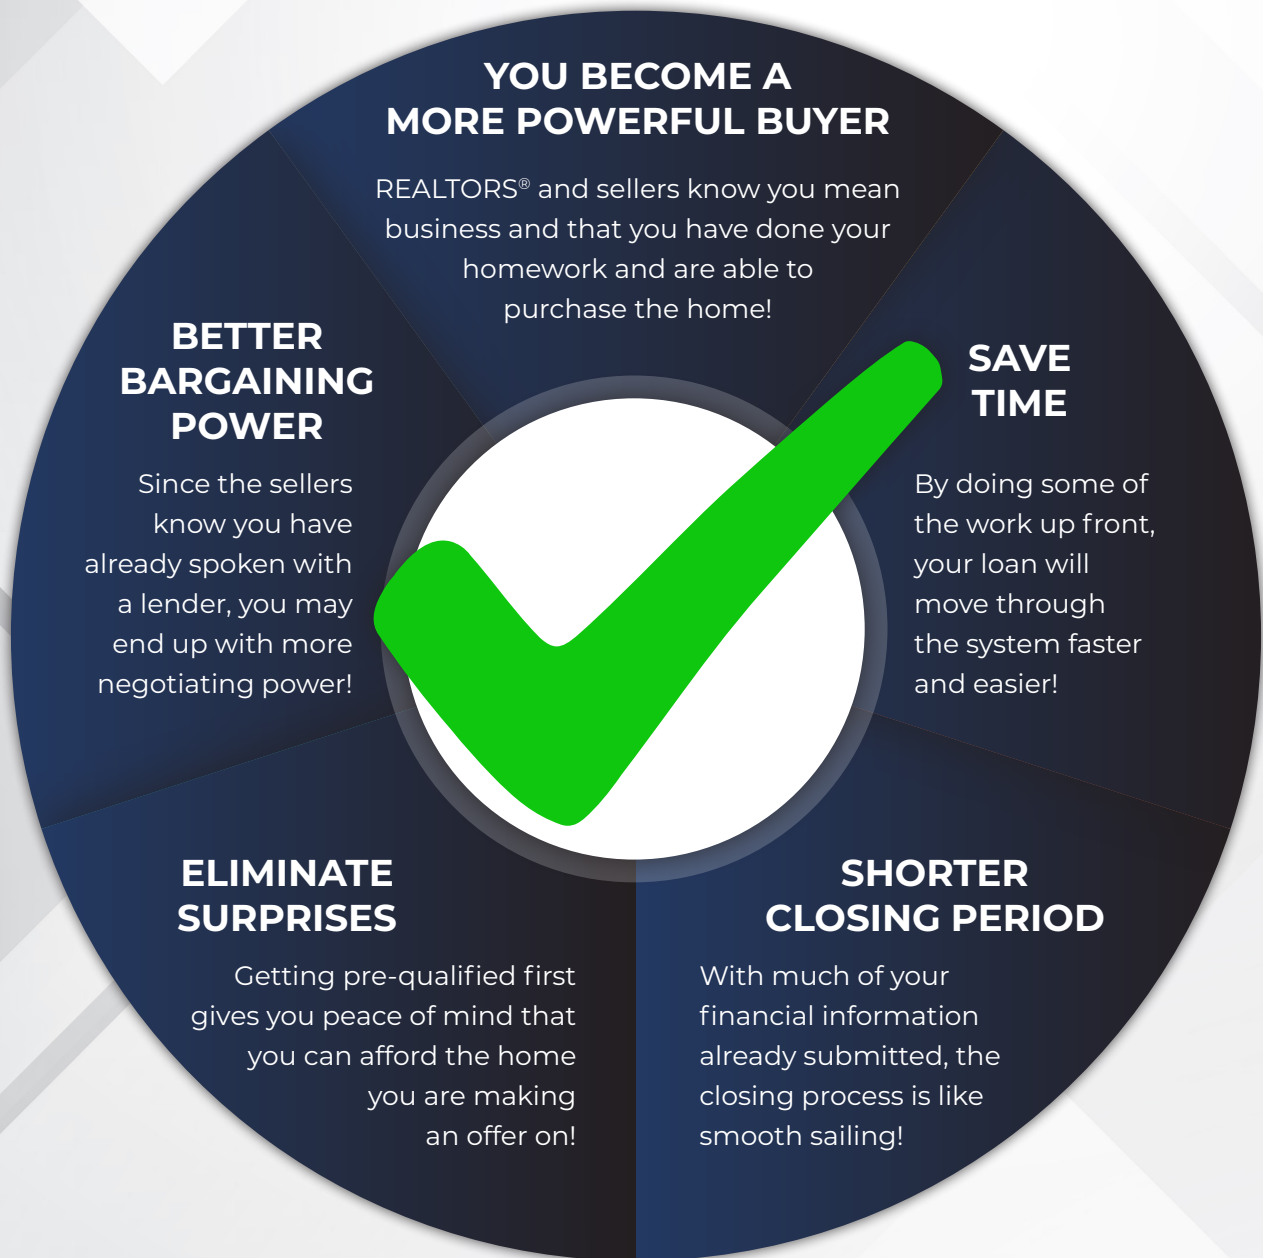 YOU BECOME A
MORE POWERFUL BUYER
REALTORS® and sellers know you mean
business and that you have done your
homework and are able to
purchase the home!
SAVE
TIME
By doing some of
the work up front,
your loan will
move through
the system faster
and easier!
SHORTER
CLOSING PERIOD
With much of your
financial information
already submitted, the
closing process is like
smooth sailing!
ELIMINATE
SURPRISES
Getting pre-qualified first
gives you peace of mind that
you can afford the home
you are making
an offer on!
BETTER
BARGAINING
POWER
Since the sellers
know you have
already spoken with
a lender, you may
end up with more
negotiating power!